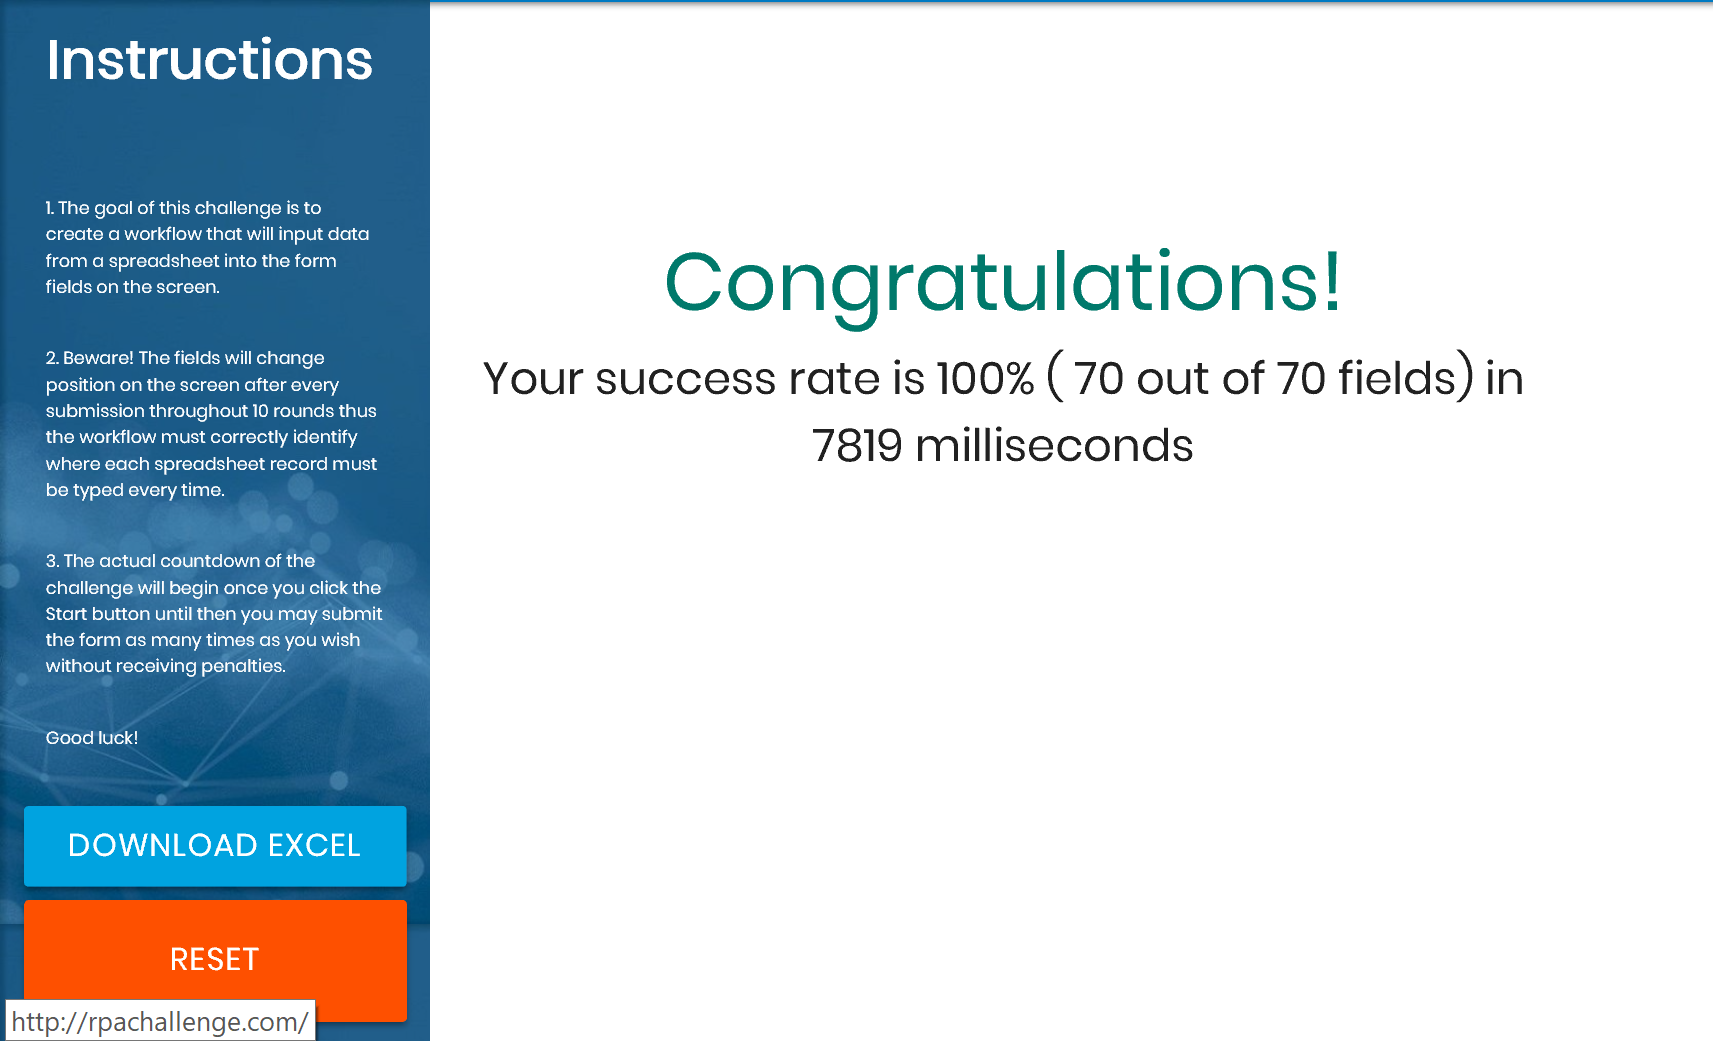 Instructions
1. The goal of this challenge is to
create a workflow that will input data
from a spreadsheet into the form
fields on the screen.
2. Beware! The fields will change
position on the screen after every
submission throughout 10 rounds thus
the workflow must correctly identify
where each spreadsheet record must
be typed every time.
3. The actual countdown of the
challenge will begin once you click the
Start button until then you may submit
the form as many times as you wish
without receiving penalties.
Good luck!
DOWNLOAD EXCEL
RESET
http://rpachallenge.com/
Congratulations!
Your success rate is 100% ( 70 out of 70 fields) in
7819 milliseconds